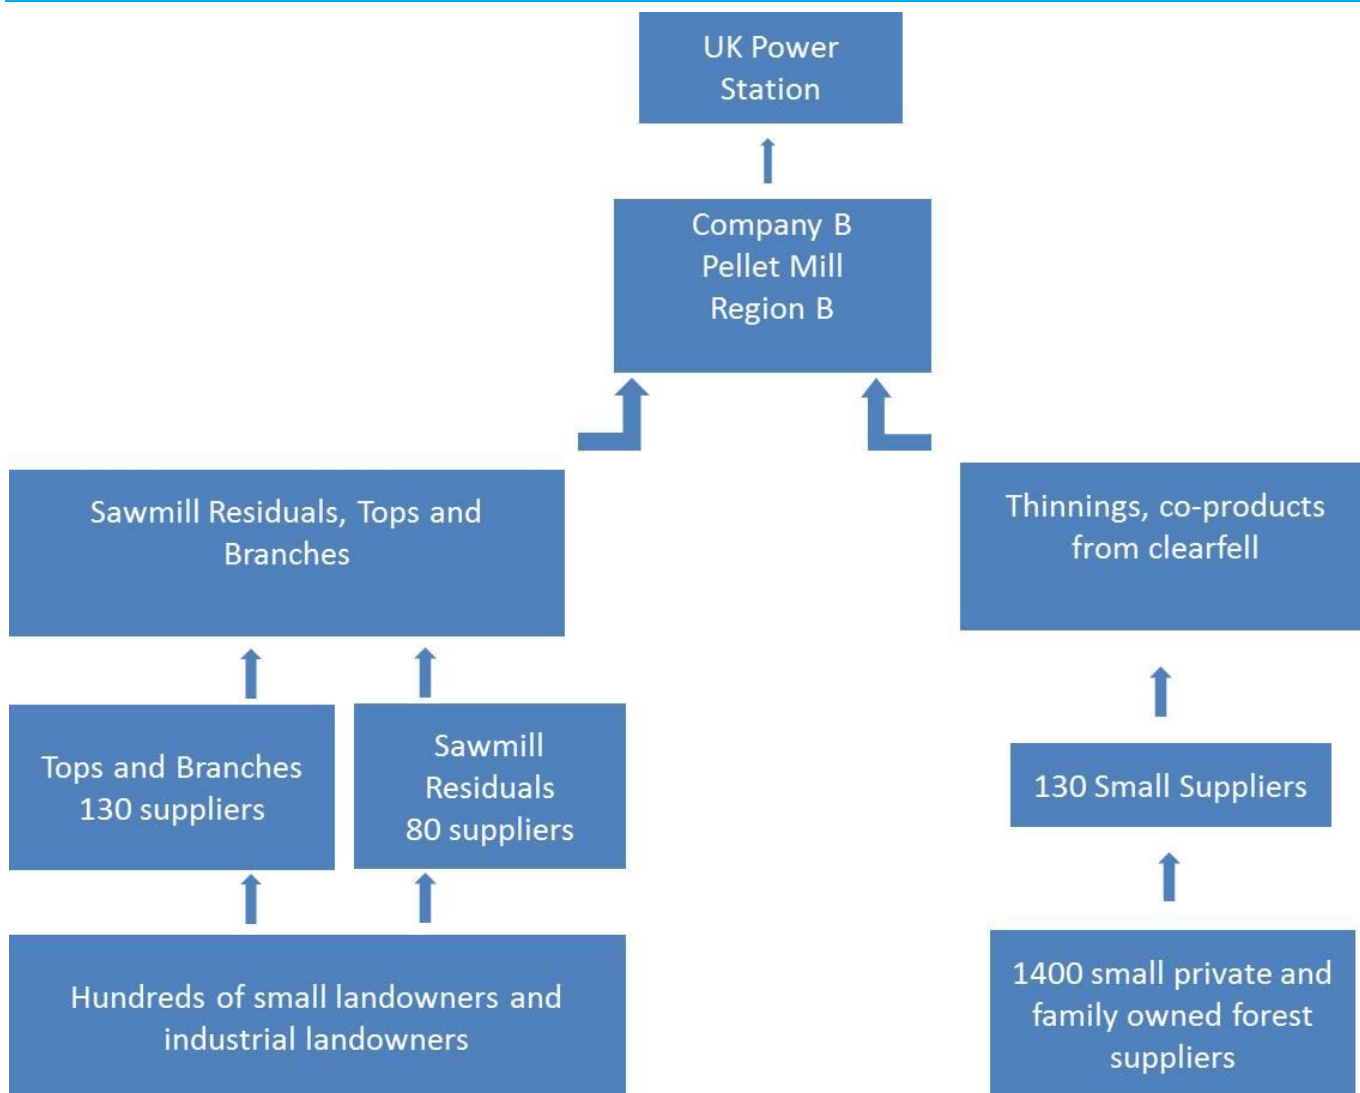 UK Power
Station
Company B
Pellet Mill
Region B
Sawmill Residuals, Tops and
Branches
Thinnings, co-products
from clearfell
Tops and Branches
130 suppliers
Sawmill
Residuals
80 suppliers
130 Small Suppliers
Hundreds of small landowners and
industrial landowners
1400 small private and
family owned forest
suppliers